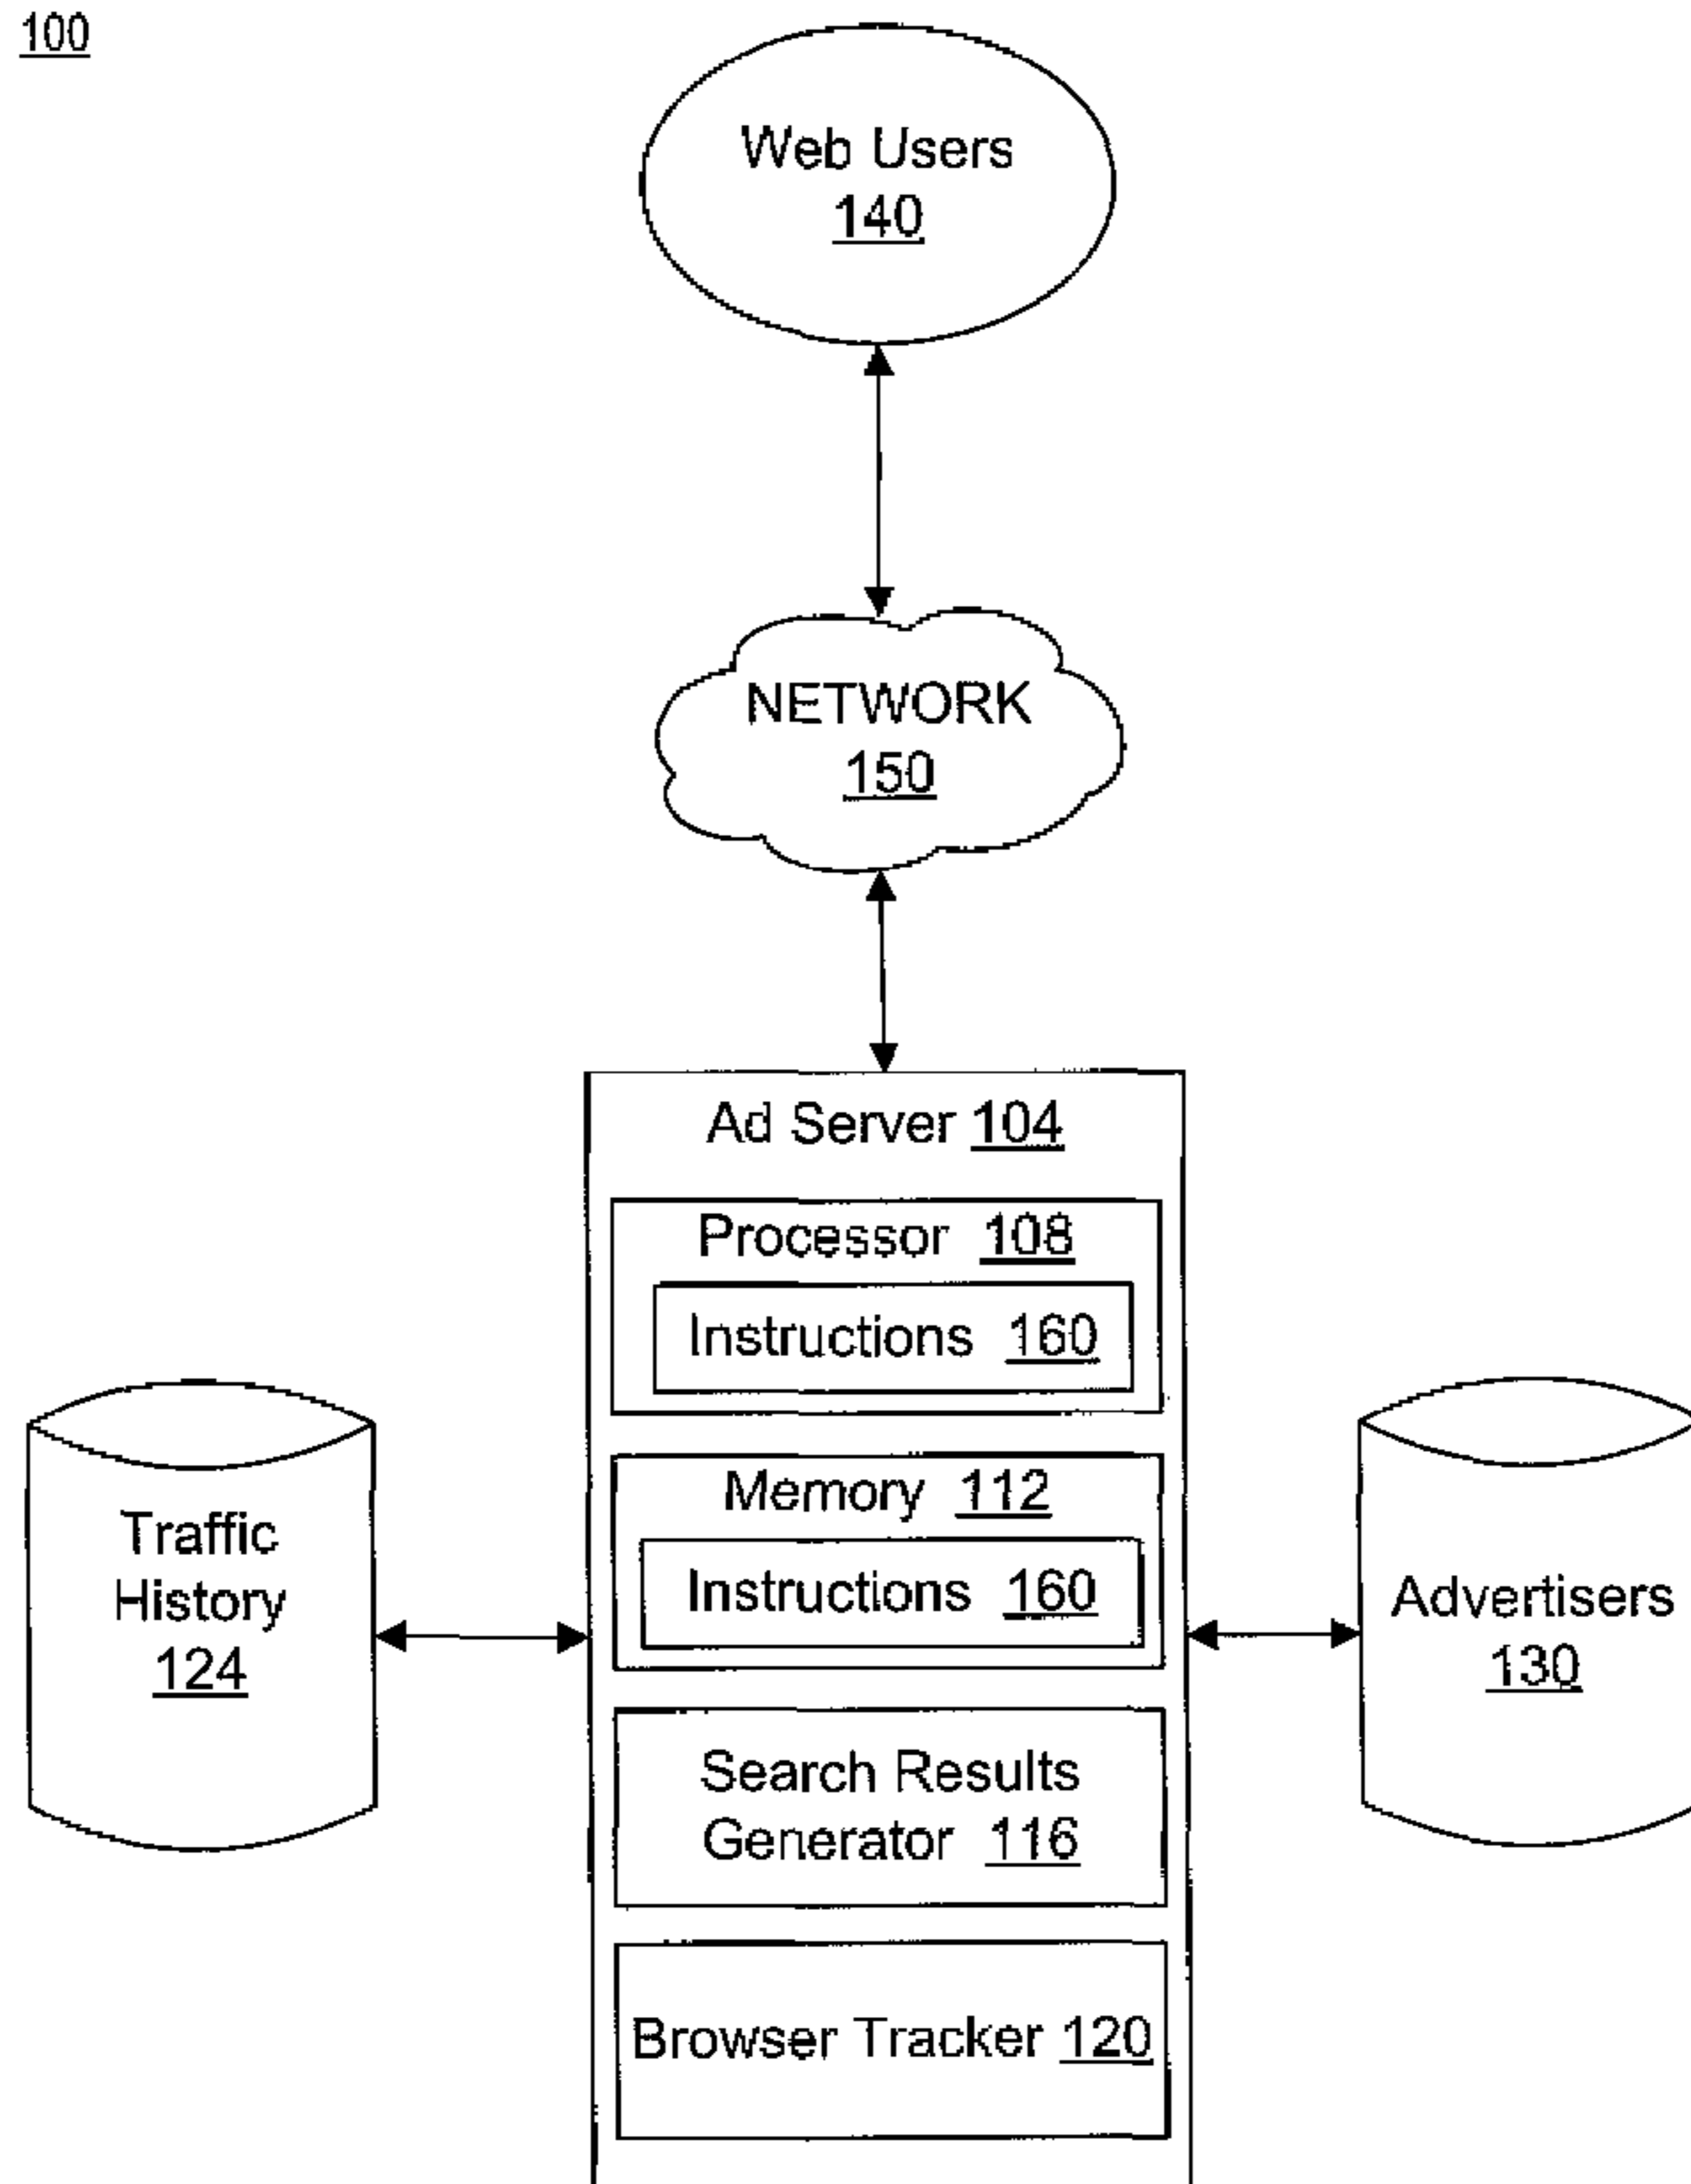 100
Web Users
140
NETWORK
150
Ad Server 104
Processor 108
Instructions 160
Memory 112
Instructions 160
Traffic
History
124
Advertisers
130
Search Results
Generator 116
Browser Tracker 120